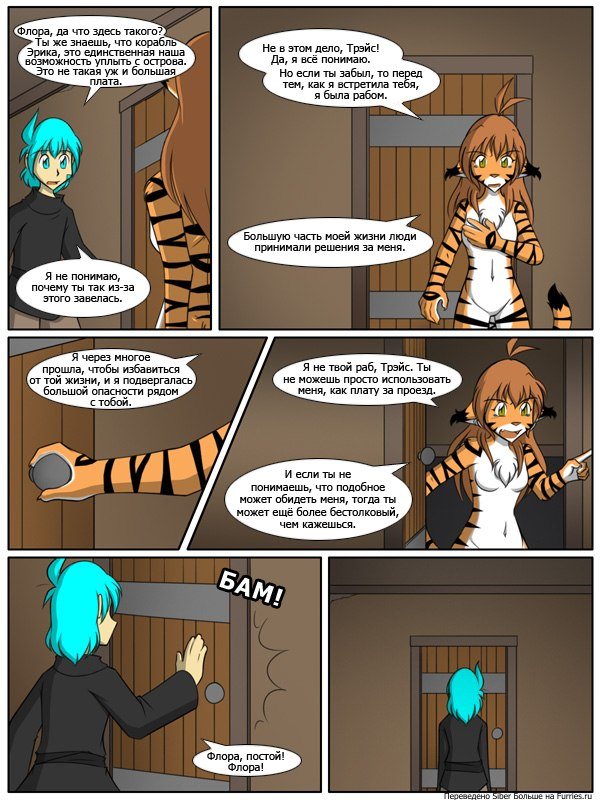 Флора, да что здесь такого?
Ты же знаешь, что корабль
Эрика, это единственная наша
возможность уплыть с острова.
Это не такая уж и большая
плата.
Я не понимаю,
почему ты так из-за
этого завелась.
Не в этом дело, Трэйс!
Да, я всё понимаю.
Но если ты забыл, то перед
тем, как я встретила тебя,
я была рабом.
Большую часть моей жизни люди
принимали решения за меня.
Я через многое
прошла, чтобы избавиться
от той жизни, и я подвергалась
большой опасности рядом
с тобой.
Я не твой раб, Трэйс. Ты
не можешь просто использовать
меня, как плату за проезд.
И если ты не
понимаешь, что подобное
может обидеть меня, тогда ты
может ещё более бестолковый,
чем кажешься.
БАМ!
Флора, постой!
Флора!
Переведено Siber Больше на Furries.ru